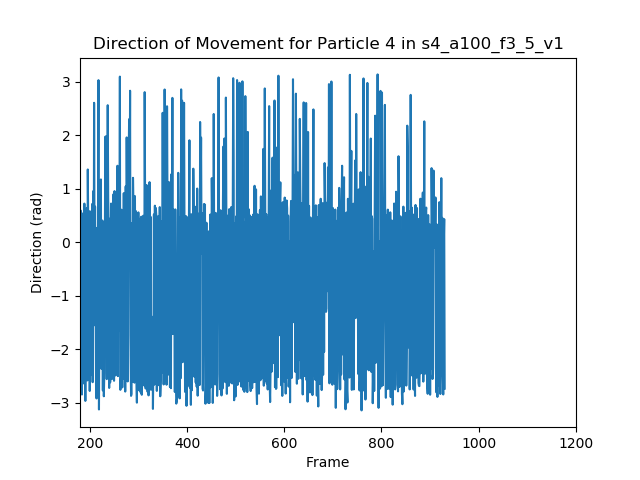 Direction of Movement for Particle 4 in s4_a100_f3_5_v1
3
2
1
0
−1
−2
−3
Direction (rad)
200 400 600 800 1000 1200
Frame